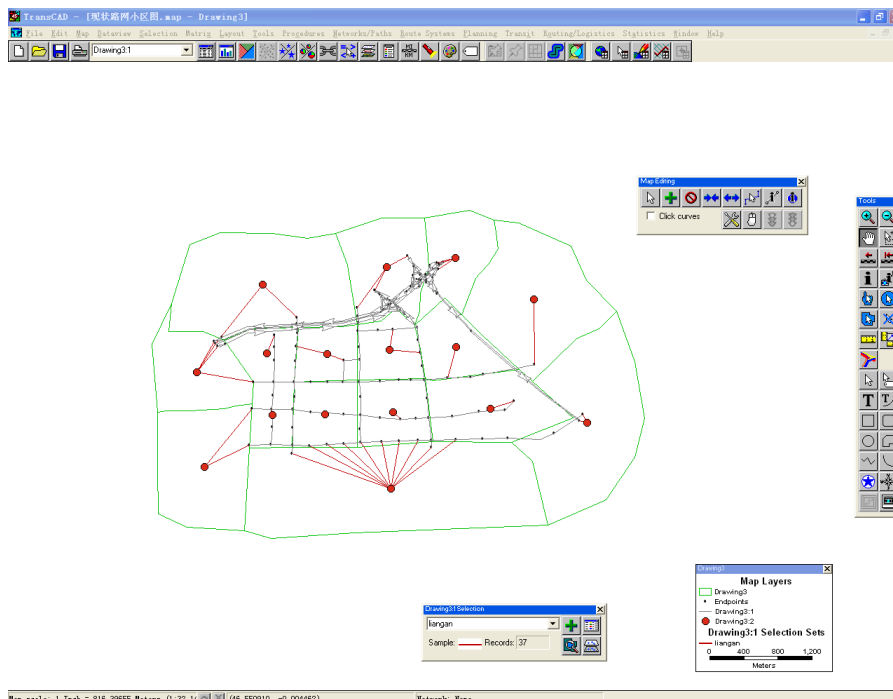 TransCAD - [现状路网小区图.map - Drawing3]
File Edit Map Dataview Selection Matrix Layout Tools Procedures Networks/Paths Route Systems Planning Transit Routing/Logistics Statistics Window Help
Drawing3:1
Map Editing
Click curves
Tools
Drawing3:1 Selection
liangan
Sample: Records: 37
Drawing3
Map Layers
Drawing3
Endpoints
Drawing3:1
Drawing3:2
Drawing3:1 Selection Sets
liangan
0 400 800 1,200
Meters